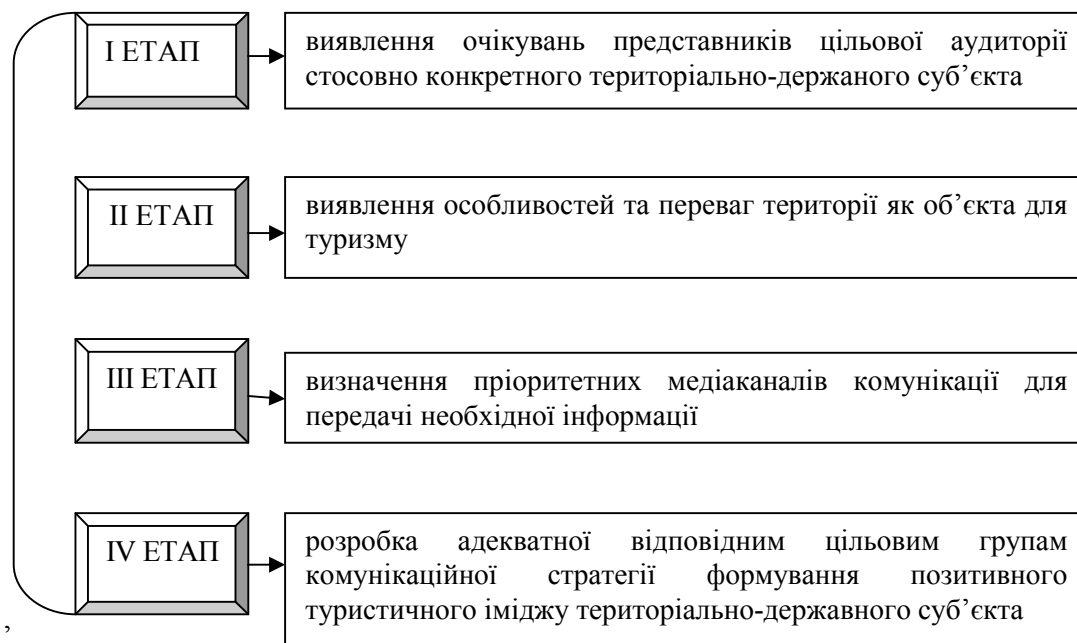 І ЕТАП
виявлення очікувань представників цільової аудиторії
стосовно конкретного територіально-держаного суб’єкта
ІІ ЕТАП
виявлення особливостей та переваг території як об’єкта для
туризму
ІІІ ЕТАП
визначення пріоритетних медіаканалів комунікації для
передачі необхідної інформації
IV ЕТАП
розробка адекватної відповідним цільовим групам
комунікаційної стратегії формування позитивного
туристичного іміджу територіально-державного суб’єкта
,